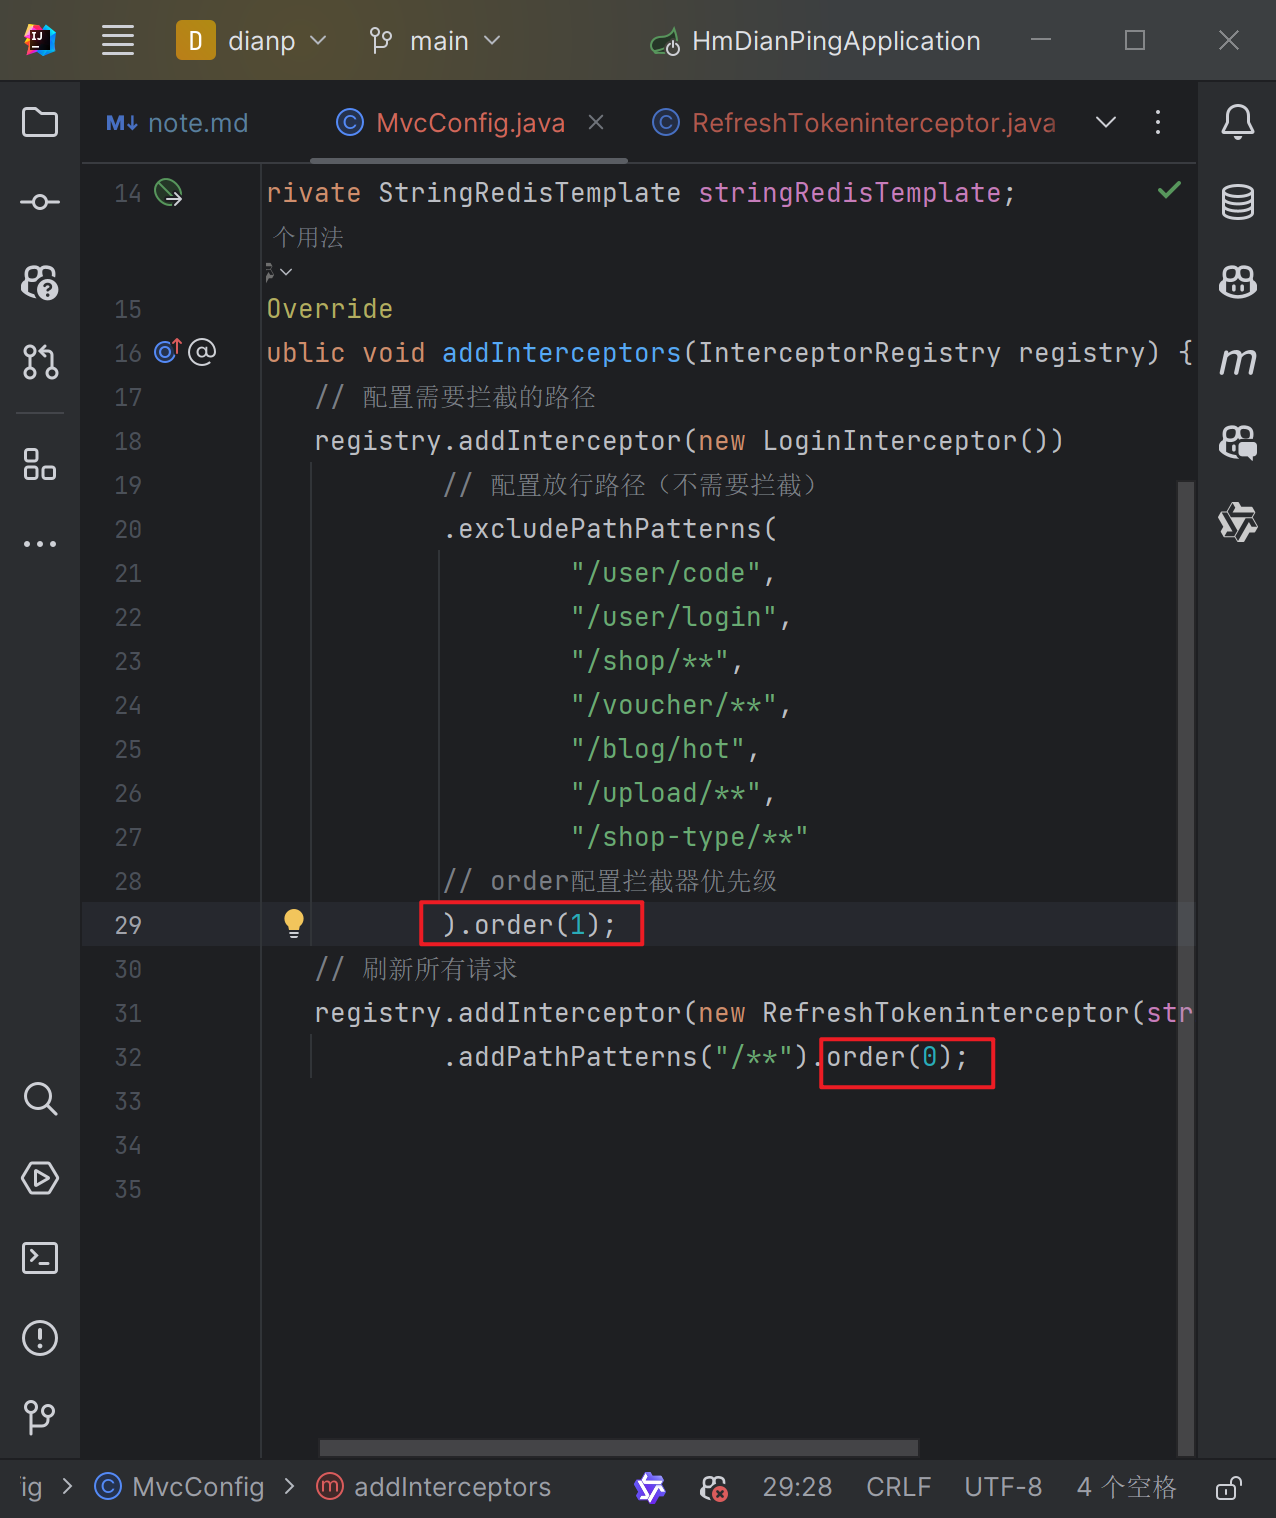 D dianp main HmDianPingApplication
M↓ note.md MvcConfig.java RefreshTokeninterceptor.java
14 rivate StringRedisTemplate stringRedisTemplate;
个用法
15 Override
16 ublic void addInterceptors(InterceptorRegistry registry) {
17 // 配置需要拦截的路径
18 registry.addInterceptor(new LoginInterceptor())
19 // 配置放行路径（不需要拦截）
20 .excludePathPatterns(
21 "/user/code",
22 "/user/login",
23 "/shop/**",
24 "/voucher/**",
25 "/blog/hot",
26 "/upload/**",
27 "/shop-type/**"
28 // order配置拦截器优先级
29 ).order(1);
30 // 刷新所有请求
31 registry.addInterceptor(new RefreshTokeninterceptor(str
32 .addPathPatterns("/**").order(0);
33
34
35
ig > MvcConfig > addInterceptors 29:28 CRLF UTF-8 4 个空格